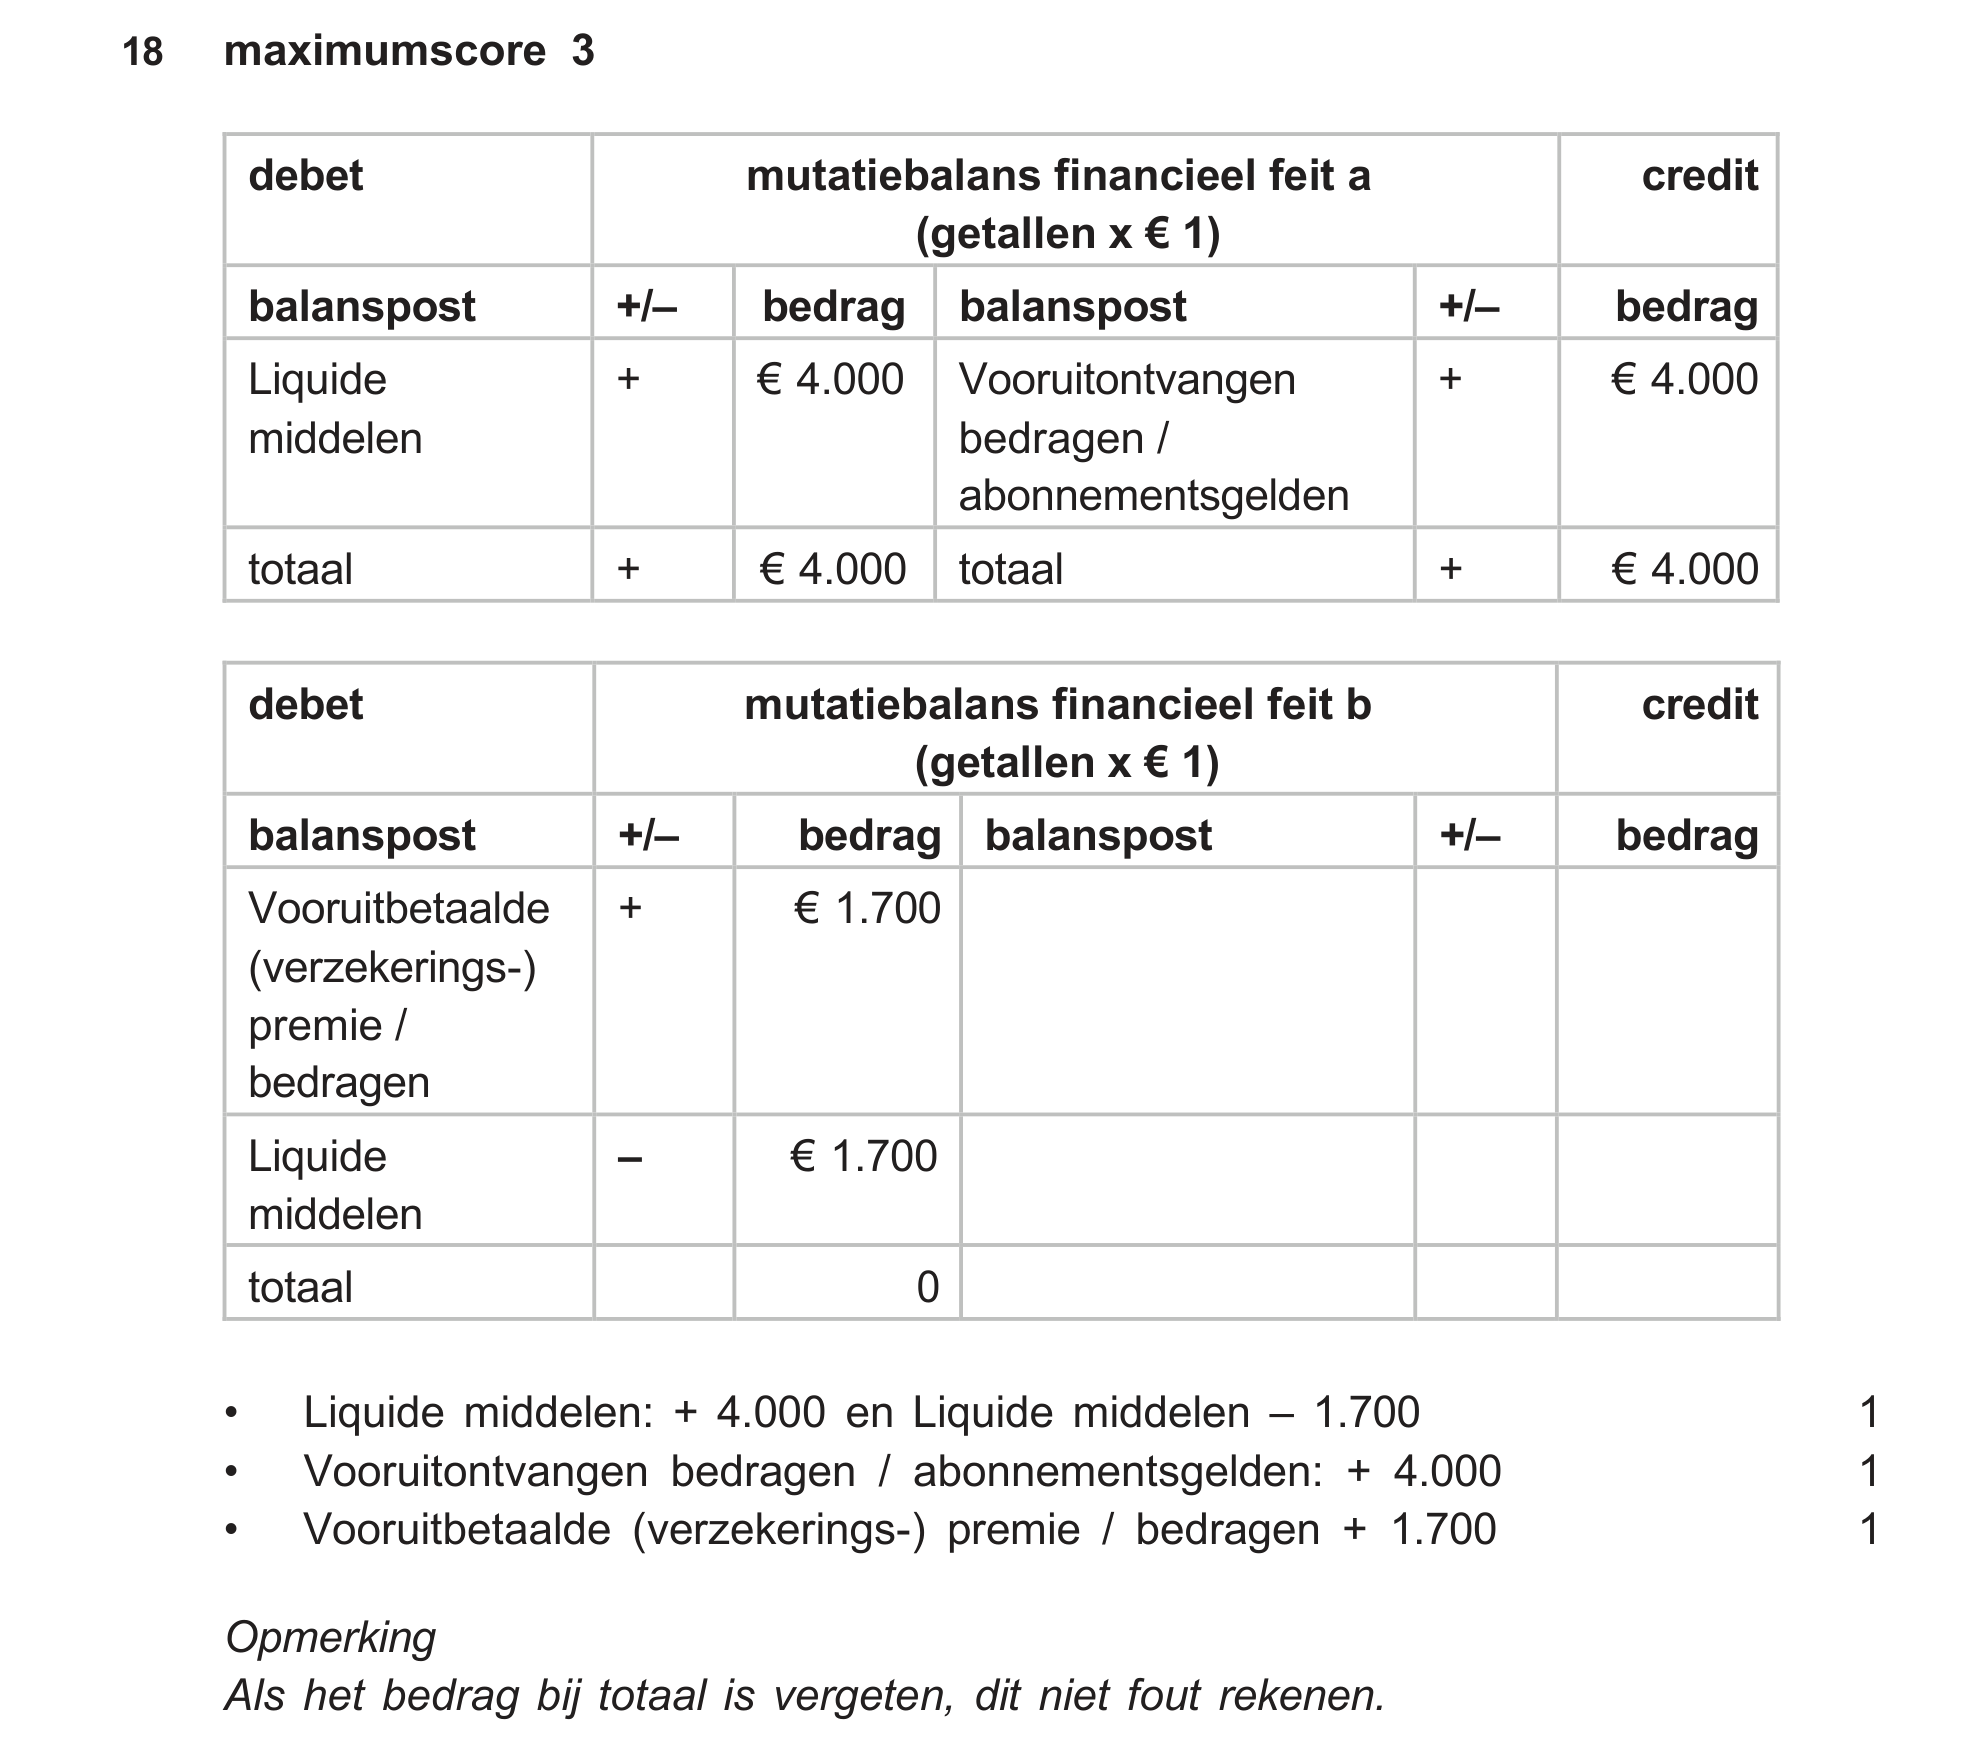 18 maximumscore 3
debet mutatiebalans financieel feit a credit
(getallen x € 1)
balanspost +/– bedrag balanspost +/– bedrag
Liquide + € 4.000 Vooruitontvangen + € 4.000
middelen bedragen /
abonnementsgelden
totaal + € 4.000 totaal + € 4.000
debet mutatiebalans financieel feit b credit
(getallen x € 1)
balanspost +/– bedrag balanspost +/– bedrag
Vooruitbetaalde + € 1.700
(verzekerings-)
premie /
bedragen
Liquide – € 1.700
middelen
totaal 0
• Liquide middelen: + 4.000 en Liquide middelen – 1.700 1
• Vooruitontvangen bedragen / abonnementsgelden: + 4.000 1
• Vooruitbetaalde (verzekerings-) premie / bedragen + 1.700 1
Opmerking
Als het bedrag bij totaal is vergeten, dit niet fout rekenen.